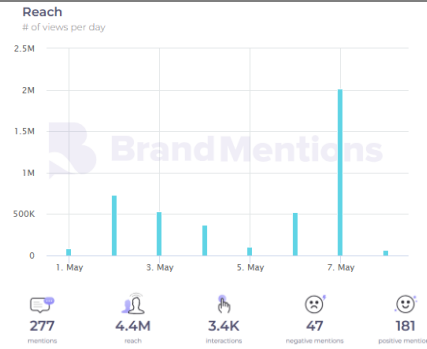 Reach
# of views per day
2.5M
2M
1.5M
BrandMentions
1M
500K
0
1. May 3. May 5. May 7. May
277 4.4M 3.4K 47 181
mentions reach interactions negative mentions positive mention